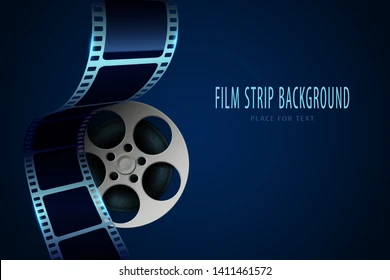 FILM STRIP BACKGROUND
PLACE FOR TEXT
shutterstock.com · 1411461572